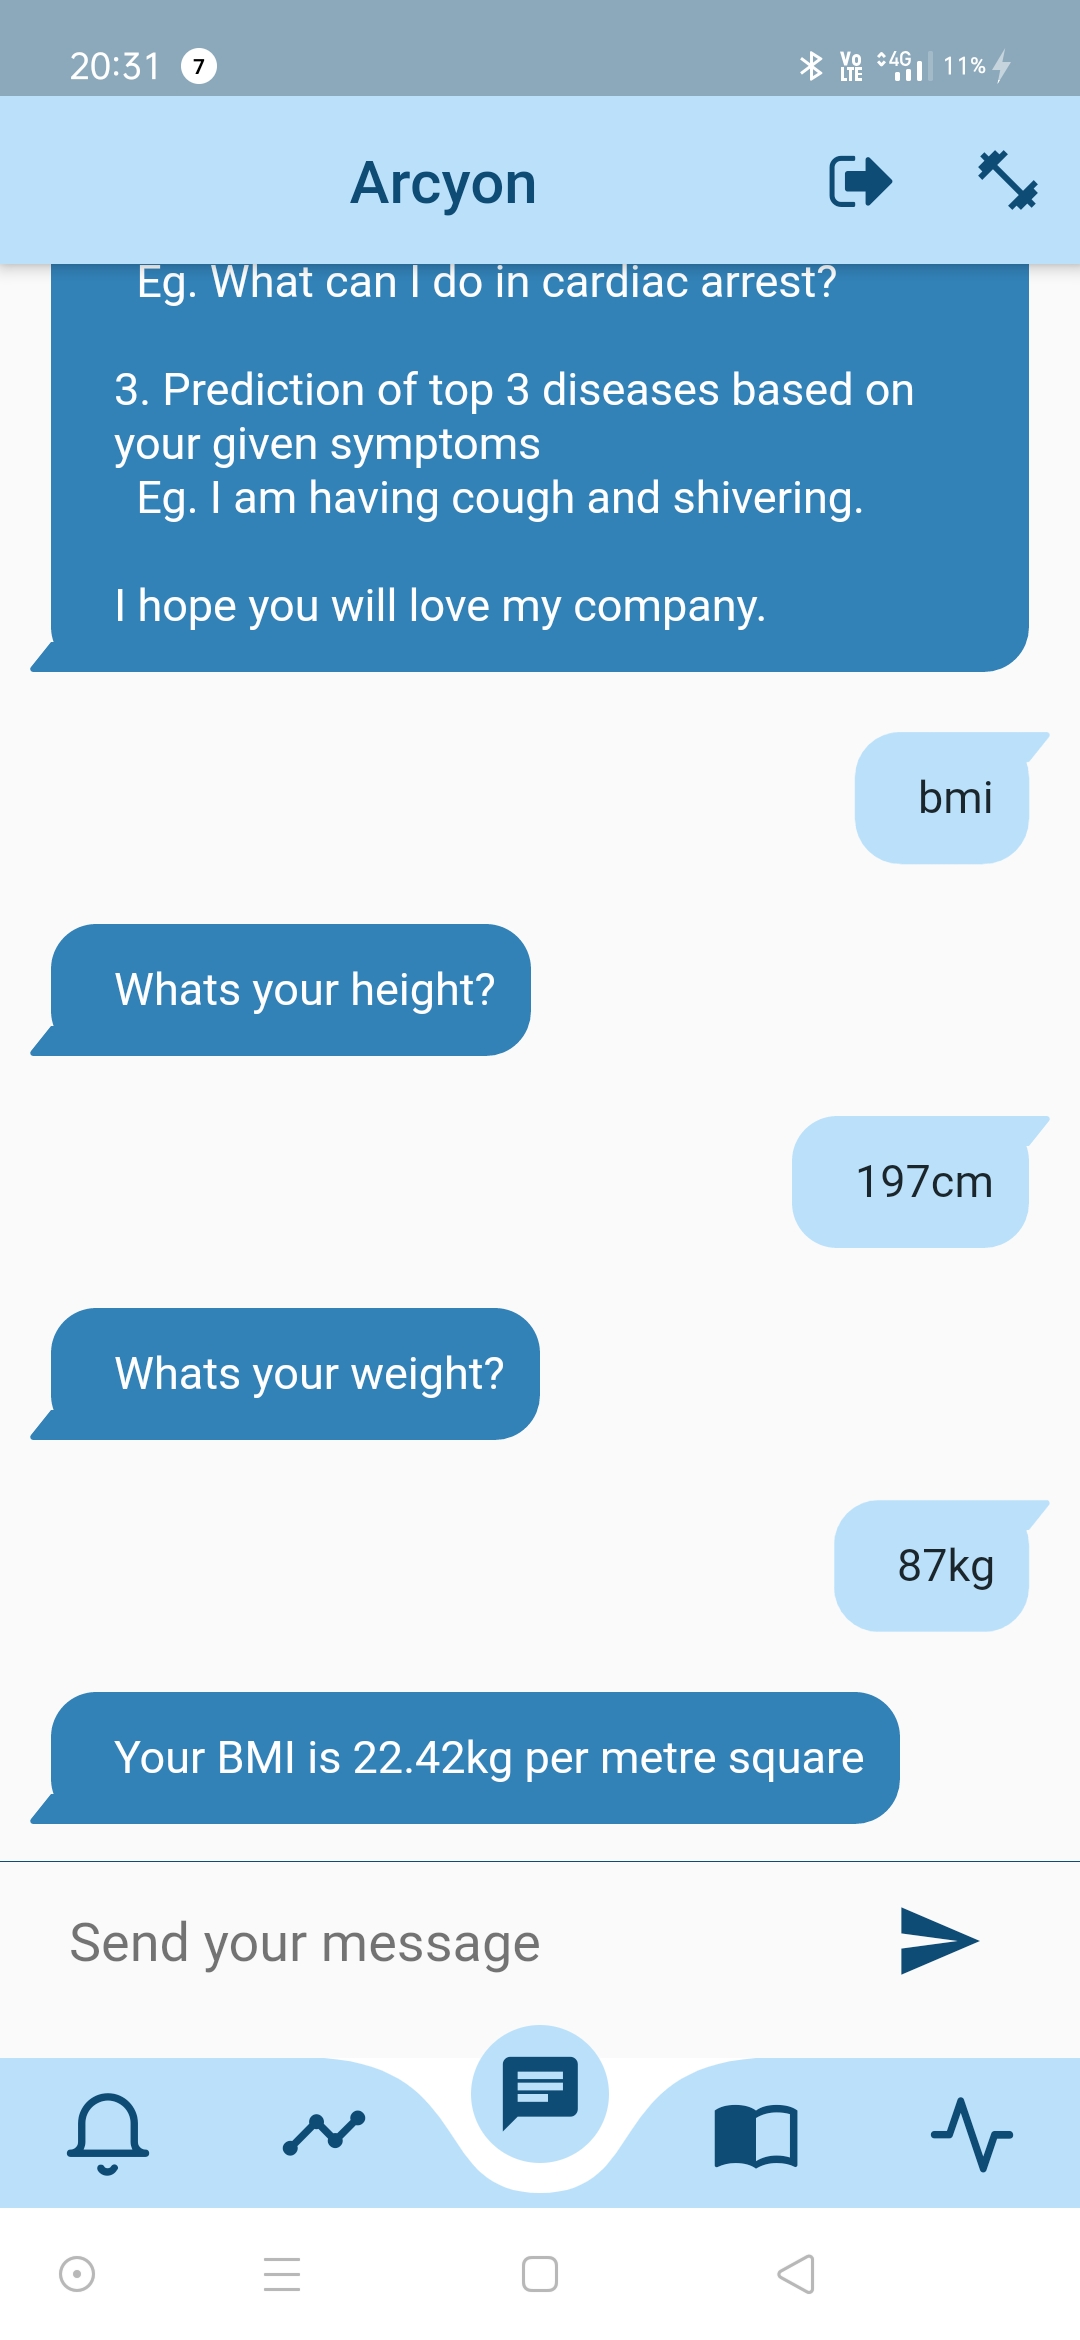 20:31 7 Vo LTE 4G 11%
Arcyon
Eg. What can I do in cardiac arrest?
3. Prediction of top 3 diseases based on
your given symptoms
Eg. I am having cough and shivering.
I hope you will love my company.
bmi
Whats your height?
197cm
Whats your weight?
87kg
Your BMI is 22.42kg per metre square
Send your message